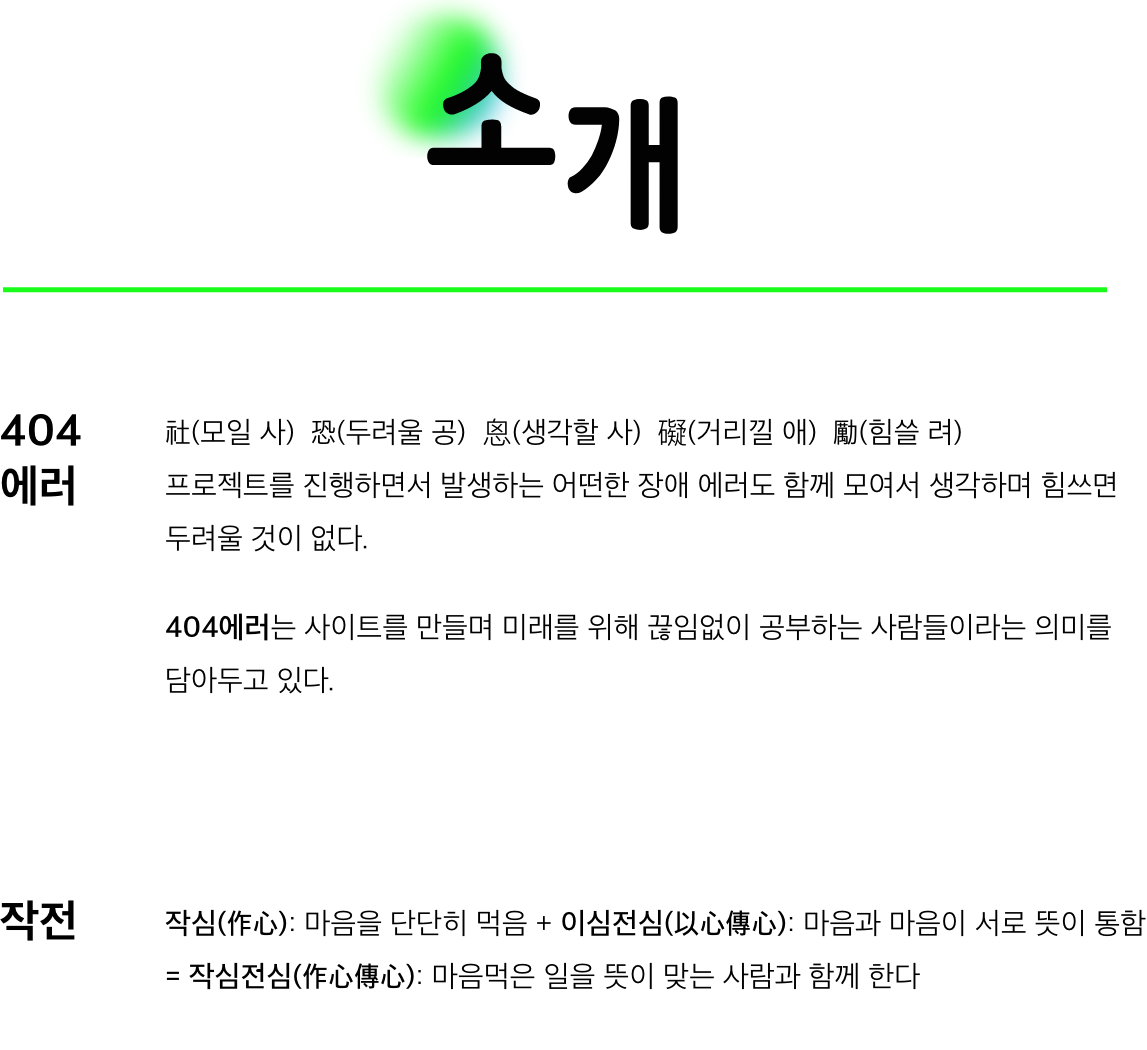 소개
404
에러
社(모일 사) 恐(두려울 공) 恖(생각할 사) 礙(거리낄 애) 勵(힘쓸 려)
프로젝트를 진행하면서 발생하는 어떤한 장애 에러도 함께 모여서 생각하며 힘쓰면
두려울 것이 없다.
404에러는 사이트를 만들며 미래를 위해 끊임없이 공부하는 사람들이라는 의미를
담아두고 있다.
작전
작심(作心): 마음을 단단히 먹음 + 이심전심(以心傳心): 마음과 마음이 서로 뜻이 통함
= 작심전심(作心傳心): 마음먹은 일을 뜻이 맞는 사람과 함께 한다